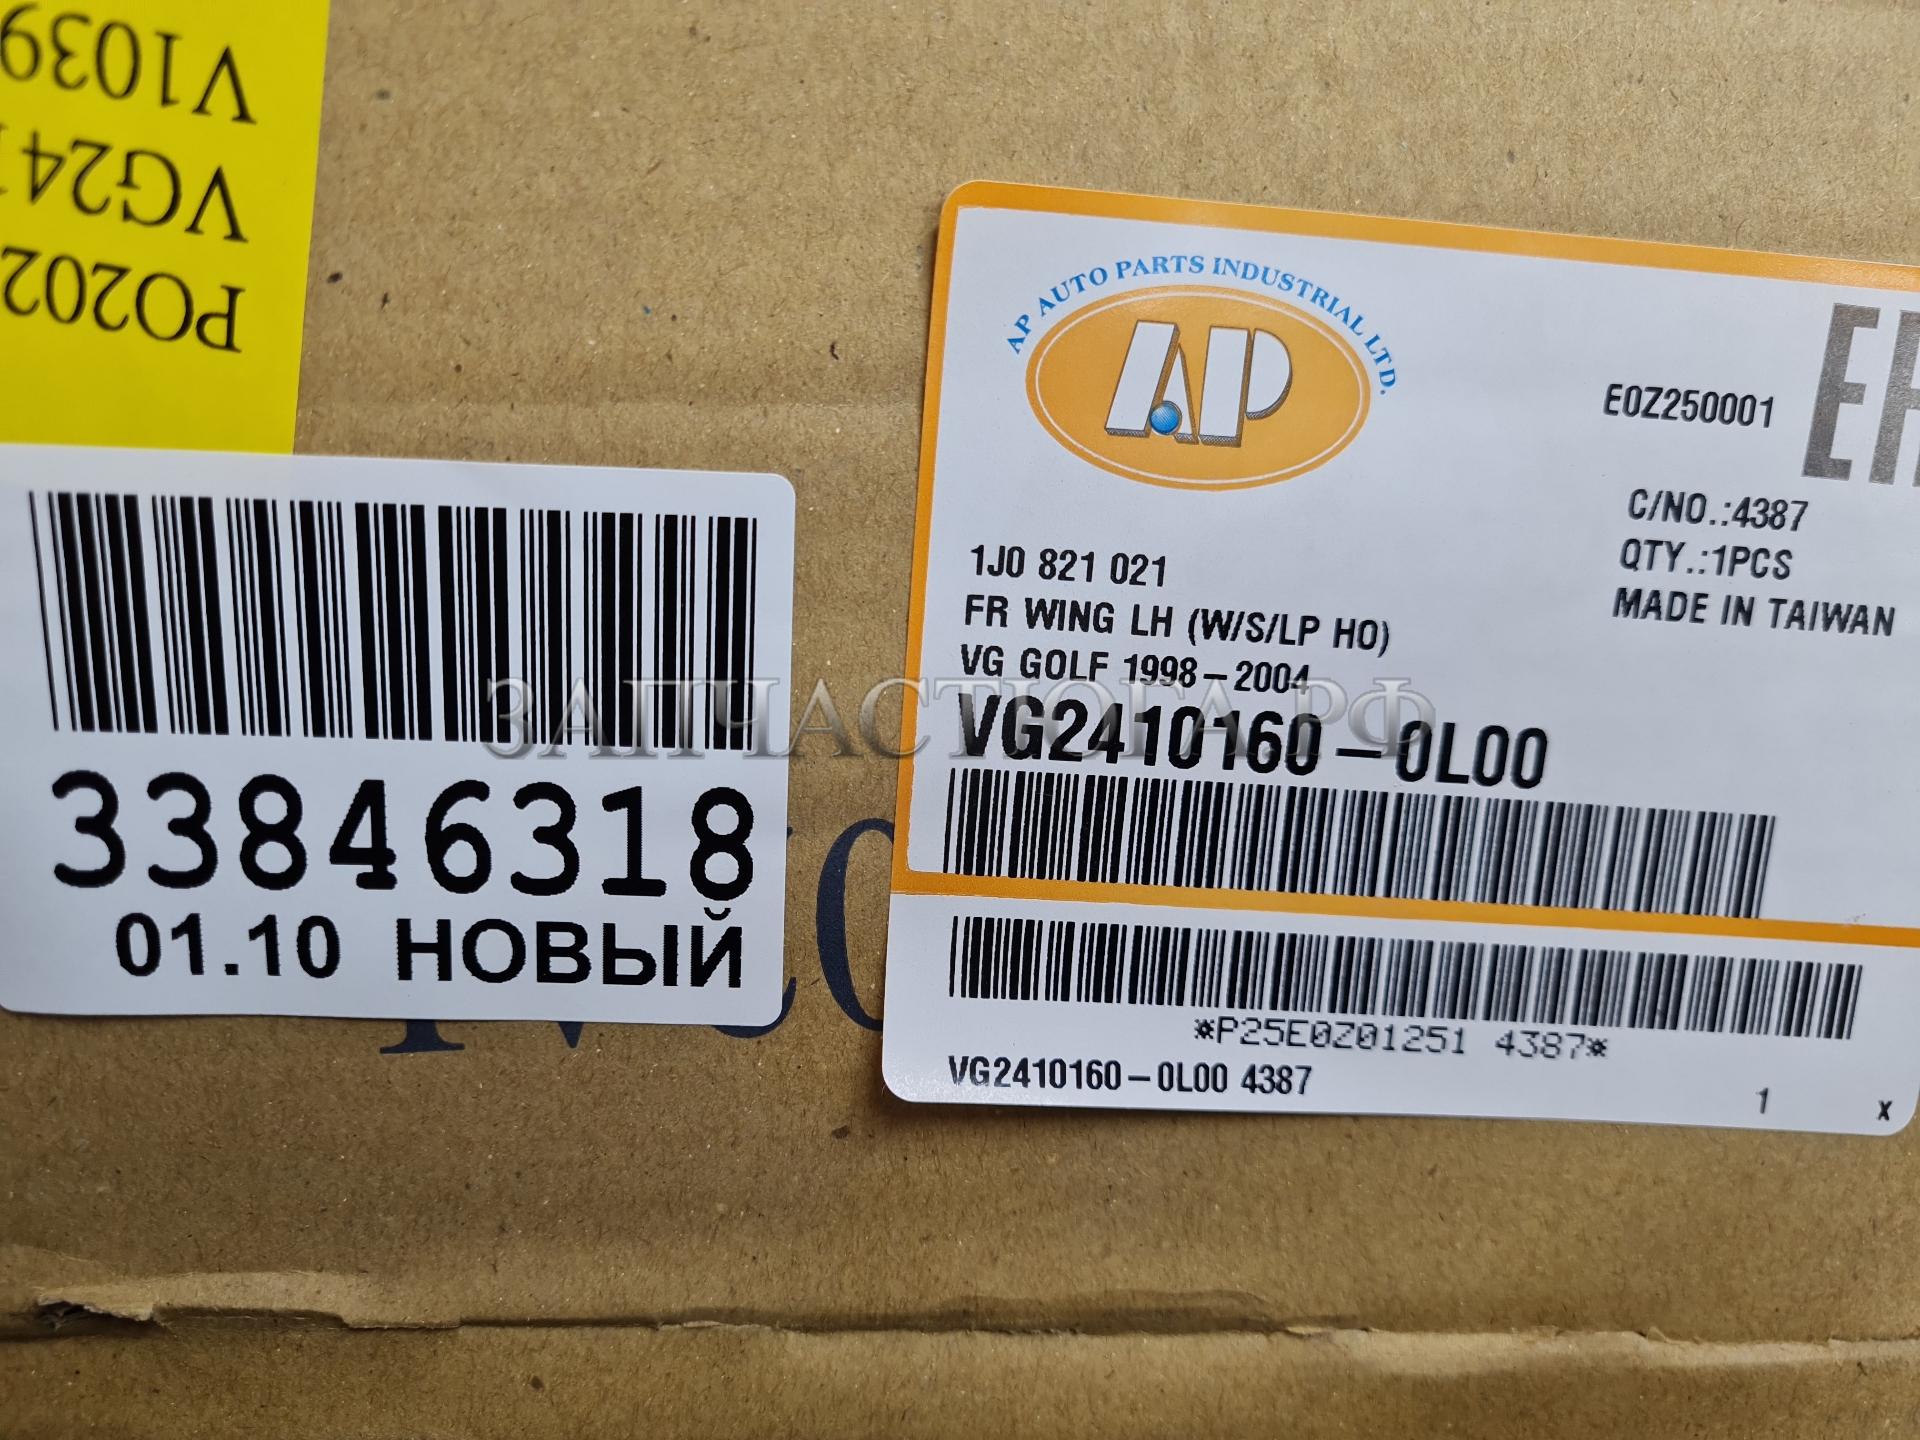 V1039
VG241
PO202
33846318
01.10 НОВЫЙ
AP AUTO PARTS INDUSTRIAL LTD.
AP
E0Z250001
C/NO.:4387
QTY.:1PCS
MADE IN TAIWAN
1J0 821 021
FR WING LH (W/S/LP HO)
VG GOLF 1998-2004
VG2410160-0L00
*P25E0Z01251 4387*
VG2410160-0L00 4387
1 X
ЗАПЧАСТЮГА.РФ